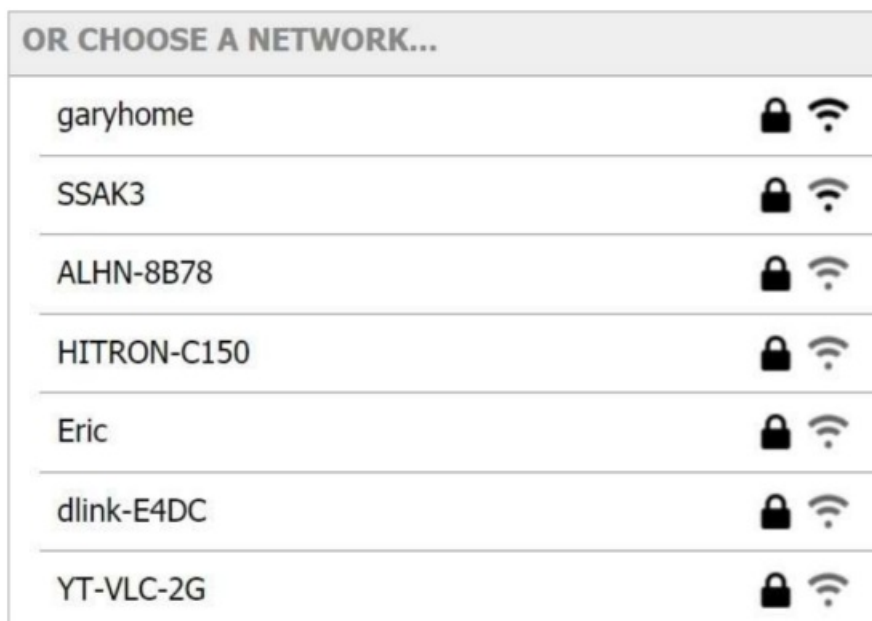 OR CHOOSE A NETWORK...
garyhome
SSAK3
ALHN-8B78
HITRON-C150
Eric
dlink-E4DC
YT-VLC-2G